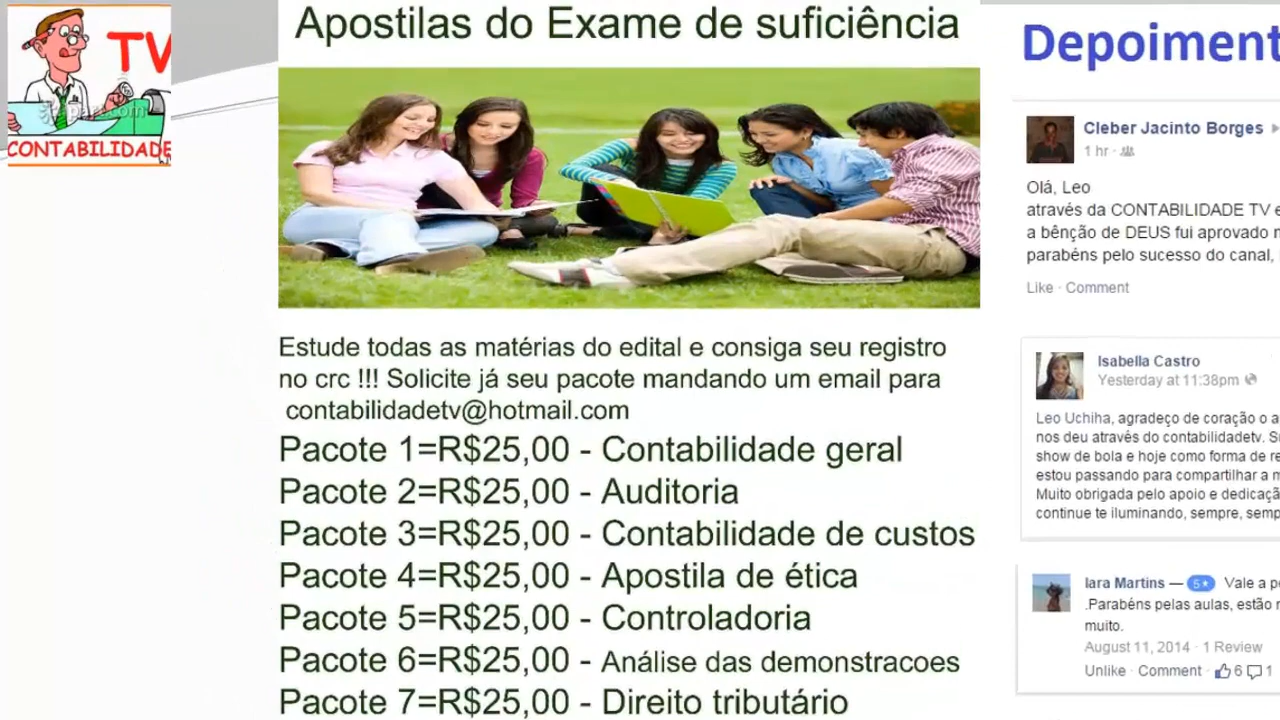 TV
CONTABILIDADE
Apostilas do Exame de suficiência
Estude todas as matérias do edital e consiga seu registro
no crc !!! Solicite já seu pacote mandando um email para
contabilidadetv@hotmail.com
Pacote 1=R$25,00 - Contabilidade geral
Pacote 2=R$25,00 - Auditoria
Pacote 3=R$25,00 - Contabilidade de custos
Pacote 4=R$25,00 - Apostila de ética
Pacote 5=R$25,00 - Controladoria
Pacote 6=R$25,00 - Análise das demonstracoes
Pacote 7=R$25,00 - Direito tributário
Depoiment
Cleber Jacinto Borges
1 hr ·
Olá, Leo
através da CONTABILIDADE TV e
a bênção de DEUS fui aprovado n
parabéns pelo sucesso do canal,
Like · Comment
Isabella Castro
Yesterday at 11:38pm
Leo Uchiha, agradeço de coração o a
nos deu através do contabilidadetv. S
show de bola e hoje como forma de re
estou passando para compartilhar a m
Muito obrigada pelo apoio e dedicaçã
continue te iluminando, sempre, semp
Iara Martins — 5★ Vale a pe
.Parabéns pelas aulas, estão
muito.
August 11, 2014 · 1 Review
Unlike · Comment · 6 1